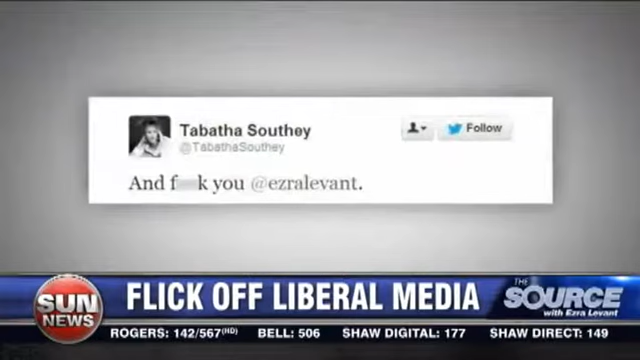 Tabatha Southey
@TabathaSouthey
Follow
And f k you @ezralevant.
FLICK OFF LIBERAL MEDIA
THE
SOURCE
with Ezra Levant
SUN
NEWS
ROGERS: 142/567(HD) BELL: 506 SHAW DIGITAL: 177 SHAW DIRECT: 149